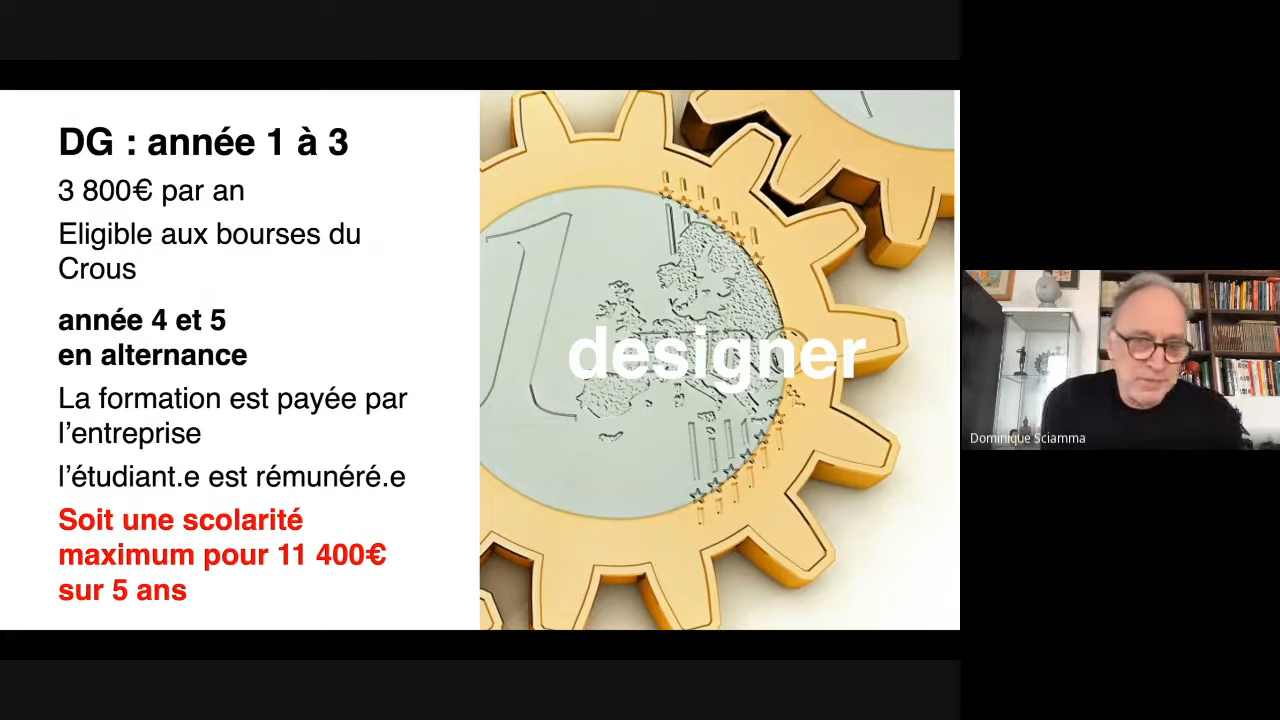 DG : année 1 à 3
3 800€ par an
Eligible aux bourses du
Crous
année 4 et 5
en alternance
La formation est payée par
l’entreprise
l’étudiant.e est rémunéré.e
Soit une scolarité
maximum pour 11 400€
sur 5 ans
designer
Dominique Sciamma